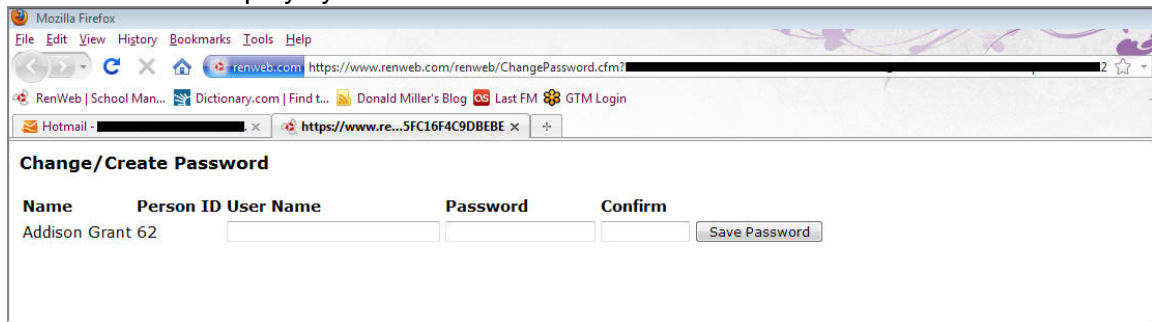 Mozilla Firefox
File Edit View History Bookmarks Tools Help
renweb.com https://www.renweb.com/renweb/ChangePassword.cfm? 2
RenWeb | School Man... Dictionary.com | Find t... Donald Miller's Blog Last FM GTM Login
Hotmail - https://www.re...5FC16F4C9DBEBE
Change/Create Password
Name Person ID User Name Password Confirm
Addison Grant 62 Save Password